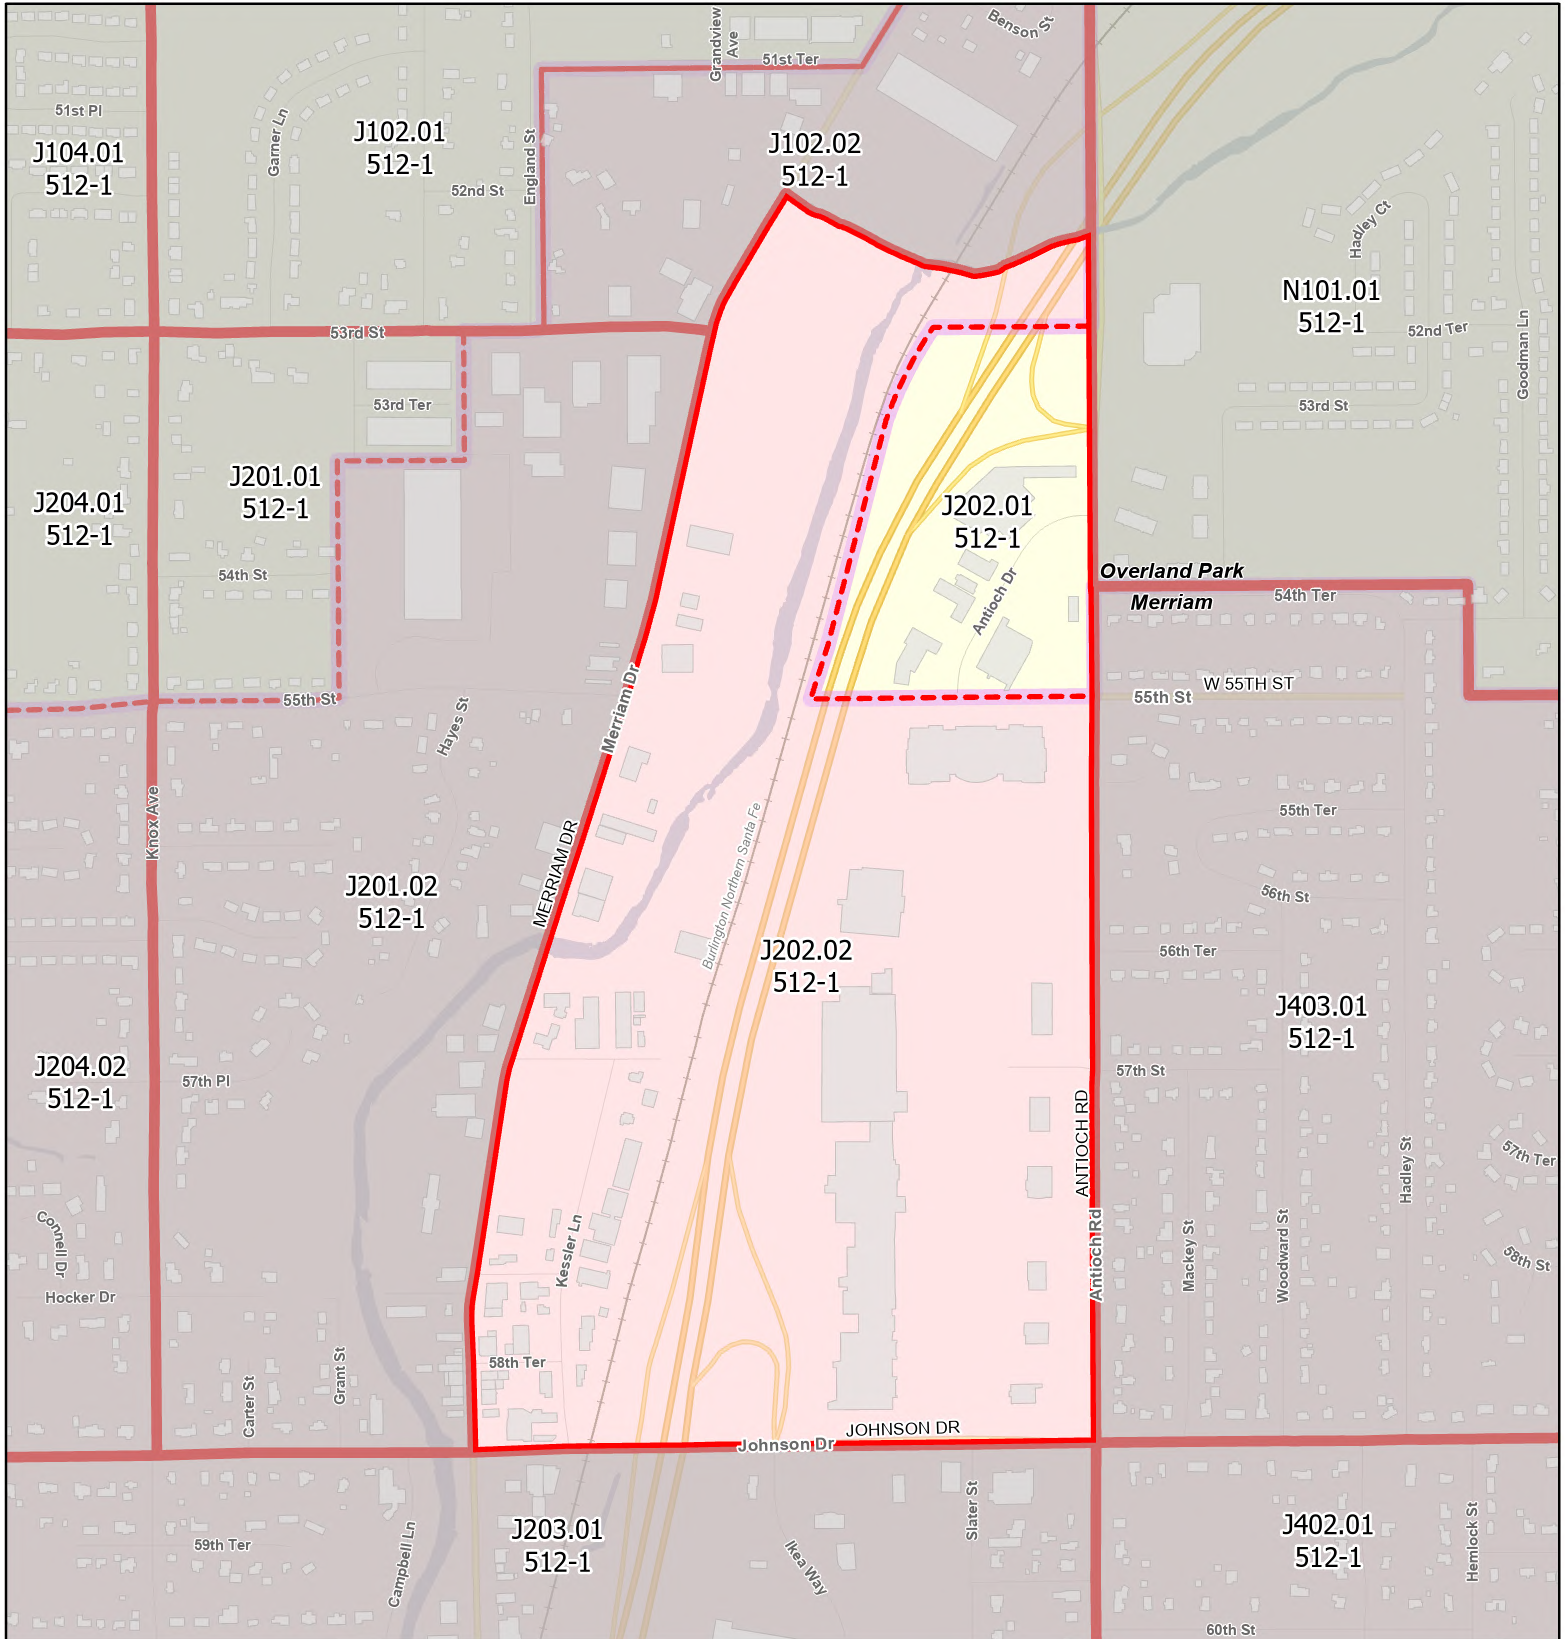 Benson St
Grandview
Ave
51st Ter
51st Pl
J104.01
512-1
Garner Ln
J102.01
512-1
52nd St
England St
J102.02
512-1
Hadley Ct
N101.01
512-1
52nd Ter
Goodman Ln
53rd St
53rd Ter
53rd St
J204.01
512-1
J201.01
512-1
J202.01
512-1
54th St
Antioch Dr
Overland Park
Merriam
54th Ter
55th St
W 55TH ST
55th St
Hayes St
Merriam Dr
Knox Ave
MERRIAM DR
Burlington Northern Santa Fe
55th Ter
J201.02
512-1
56th St
J202.02
512-1
56th Ter
J403.01
512-1
J204.02
512-1
57th Pl
57th St
ANTIOCH RD
Hadley St
57th Ter
Connell Dr
Kessler Ln
Antioch Rd
Mackey St
Woodward St
58th St
Hocker Dr
58th Ter
Grant St
Carter St
JOHNSON DR
Johnson Dr
J203.01
512-1
Slater St
J402.01
512-1
Hemlock St
59th Ter
Campbell Ln
Ikea Way
60th St